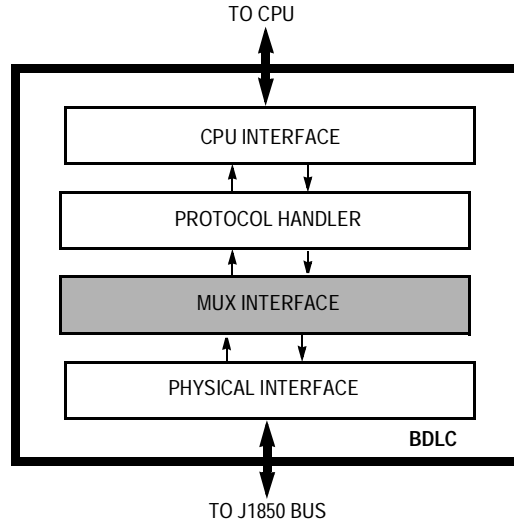 TO CPU
CPU INTERFACE
PROTOCOL HANDLER
MUX INTERFACE
PHYSICAL INTERFACE
BDLC
TO J1850 BUS